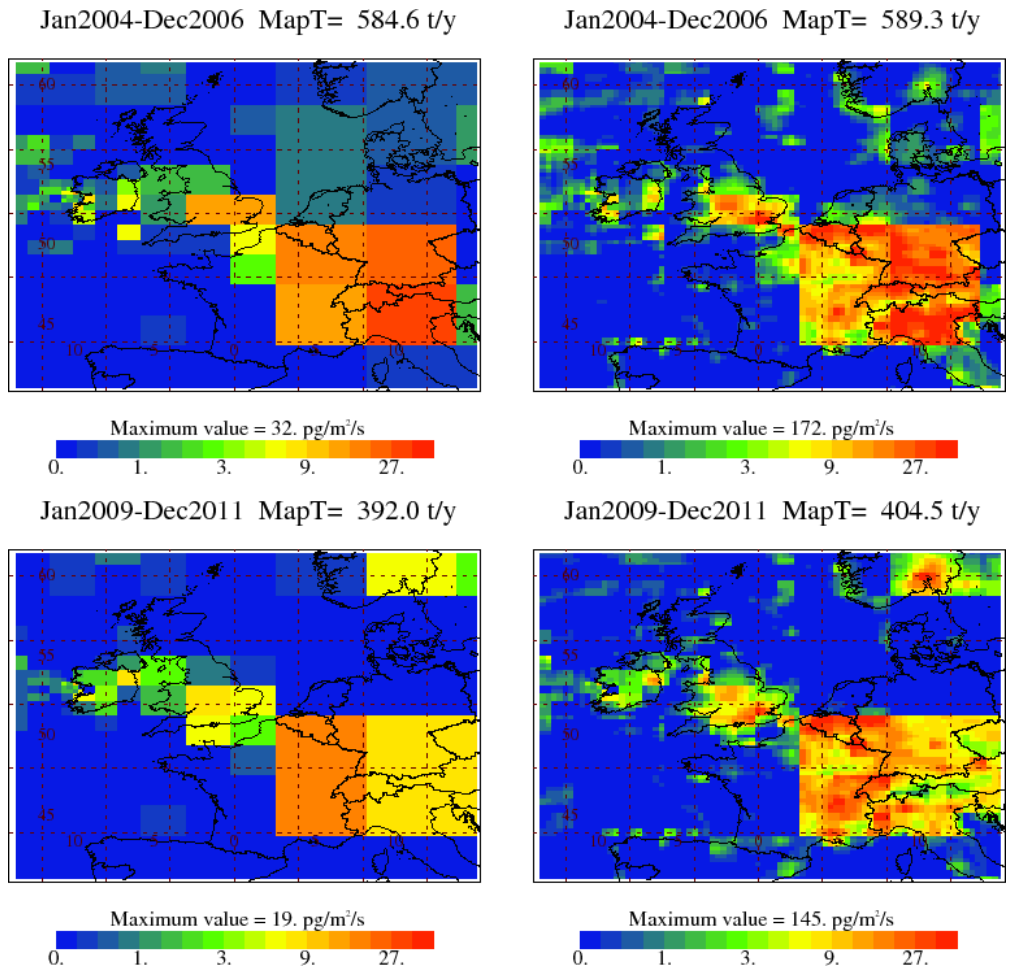 Jan2004-Dec2006 MapT= 584.6 t/y
60
55
50
45
10
0
10
Maximum value = 32. pg/m²/s
0. 1. 3. 9. 27.
Jan2004-Dec2006 MapT= 589.3 t/y
60
55
50
45
10
0
10
Maximum value = 172. pg/m²/s
0. 1. 3. 9. 27.
Jan2009-Dec2011 MapT= 392.0 t/y
60
55
50
45
10
0
10
Maximum value = 19. pg/m²/s
0. 1. 3. 9. 27.
Jan2009-Dec2011 MapT= 404.5 t/y
60
55
50
45
10
0
10
Maximum value = 145. pg/m²/s
0. 1. 3. 9. 27.